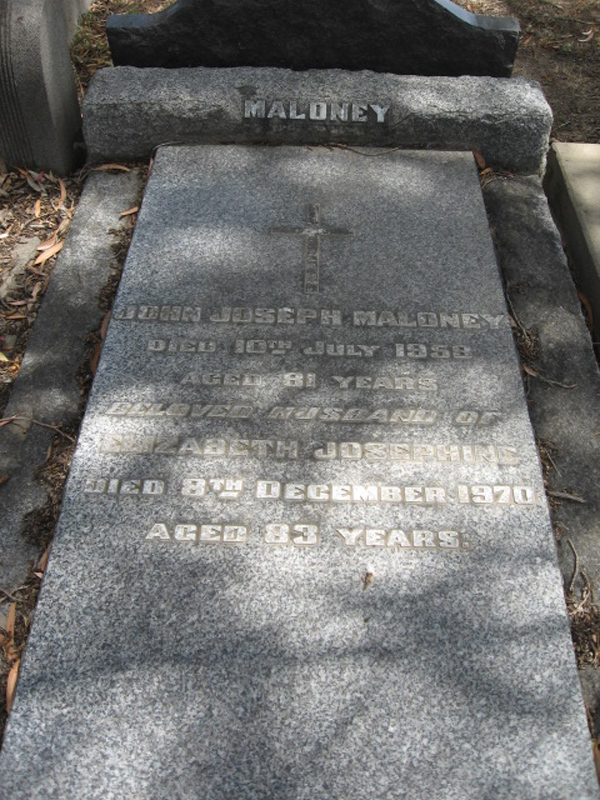 MALONEY
JOHN JOSEPH MALONEY.
DIED 10TH JULY 1958
AGED 81 YEARS
BELOVED HUSBAND OF
ELIZABETH JOSEPHINE
DIED 8TH DECEMBER 1970
AGED 83 YEARS.